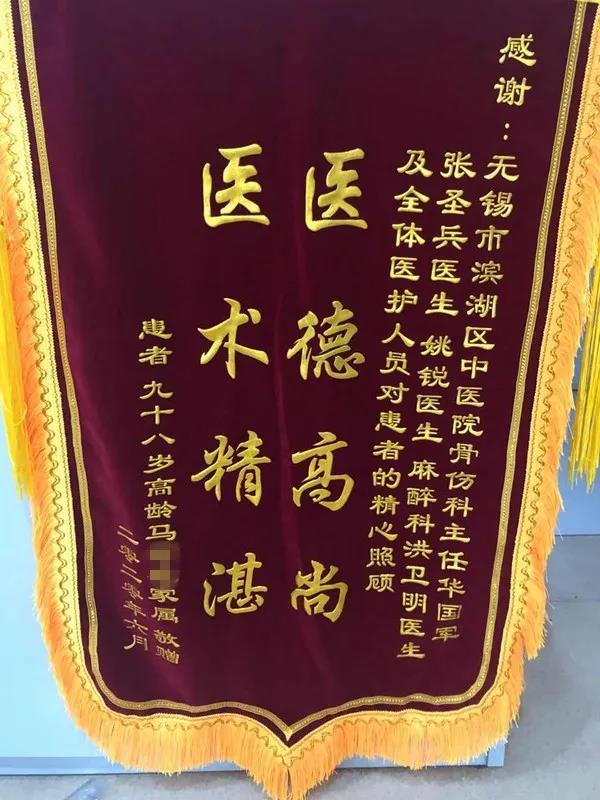 感谢：
无锡市滨湖区中医院骨伤科主任华国军
张圣兵医生 姚锐医生 麻醉科洪卫明医生
及全体医护人员对患者的精心照顾
医德高尚
医术精湛
患者 九十八岁高龄马 家属 敬赠
二零二零年六月